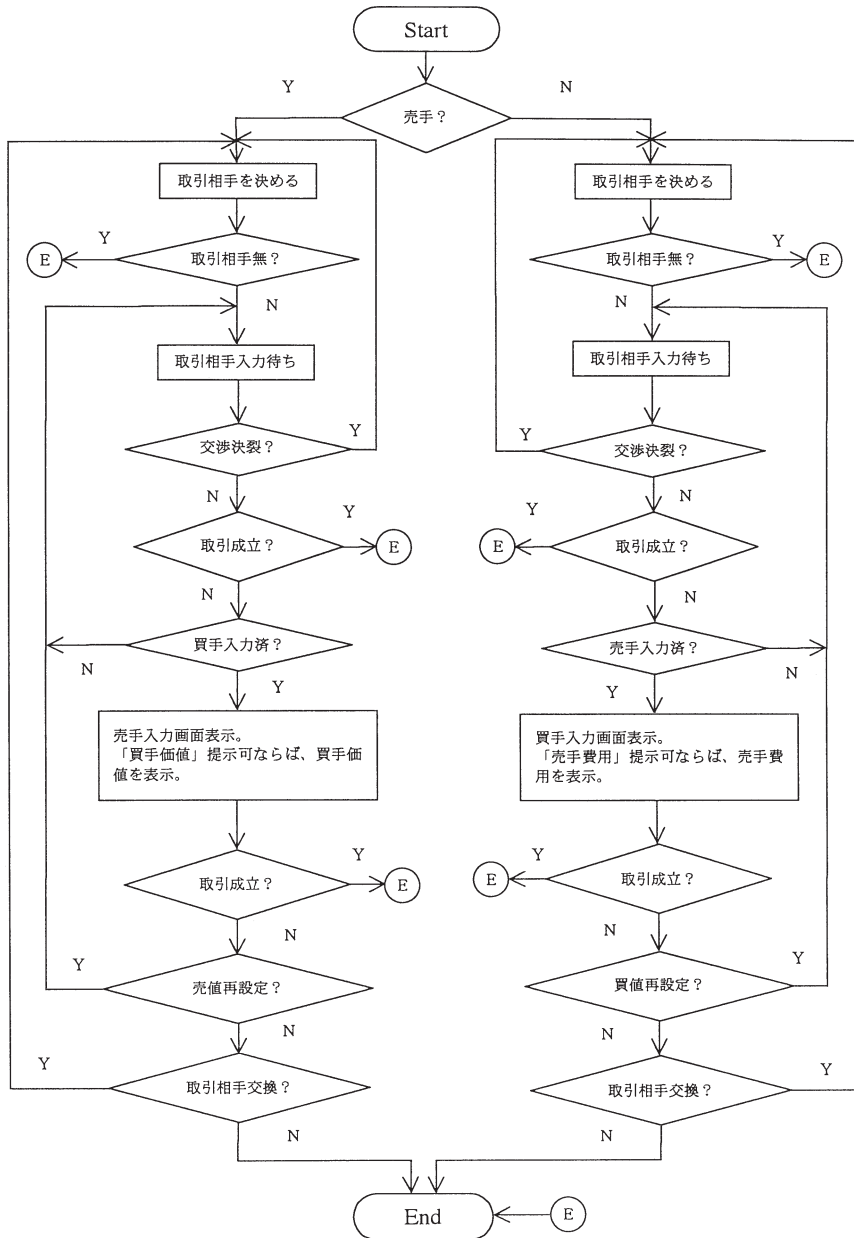 Start
Y
N
売手？
取引相手を決める
取引相手を決める
E
Y
取引相手無？
取引相手無？
Y
E
N
N
取引相手入力待ち
取引相手入力待ち
交渉決裂？
Y
Y
交渉決裂？
N
N
取引成立？
Y
E
E
Y
取引成立？
N
N
買手入力済？
N
売手入力済？
N
Y
Y
売手入力画面表示。
「買手価値」提示可ならば、買手価
値を表示。
買手入力画面表示。
「売手費用」提示可ならば、売手費
用を表示。
取引成立？
Y
E
E
Y
取引成立？
N
N
Y
売値再設定？
買値再設定？
Y
N
N
Y
取引相手交換？
取引相手交換？
Y
N
N
End
E